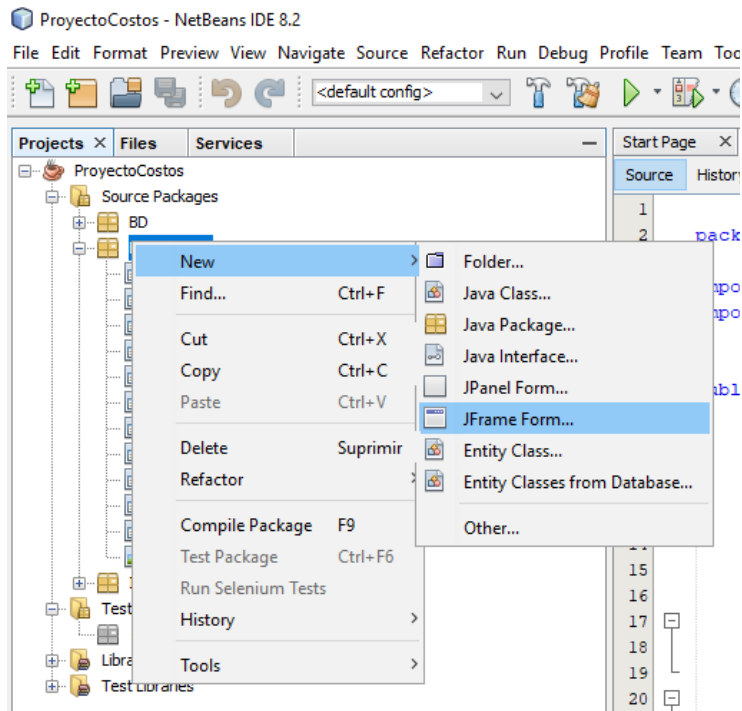 ProyectoCostos - NetBeans IDE 8.2
File Edit Format Preview View Navigate Source Refactor Run Debug Profile Team
<default config>
Projects Files Services
Start Page
Source
ProyectoCostos
Source Packages
BD
New
Find... Ctrl+F
Cut Ctrl+X
Copy Ctrl+C
Paste Ctrl+V
Delete Suprimir
Refactor
Compile Package F9
Test Package Ctrl+F6
Run Selenium Tests
History
Tools
Folder...
Java Class...
Java Package...
Java Interface...
JPanel Form...
JFrame Form...
Entity Class...
Entity Classes from Database...
Other...
Test Libraries
1
2
15
16
17
18
19
20